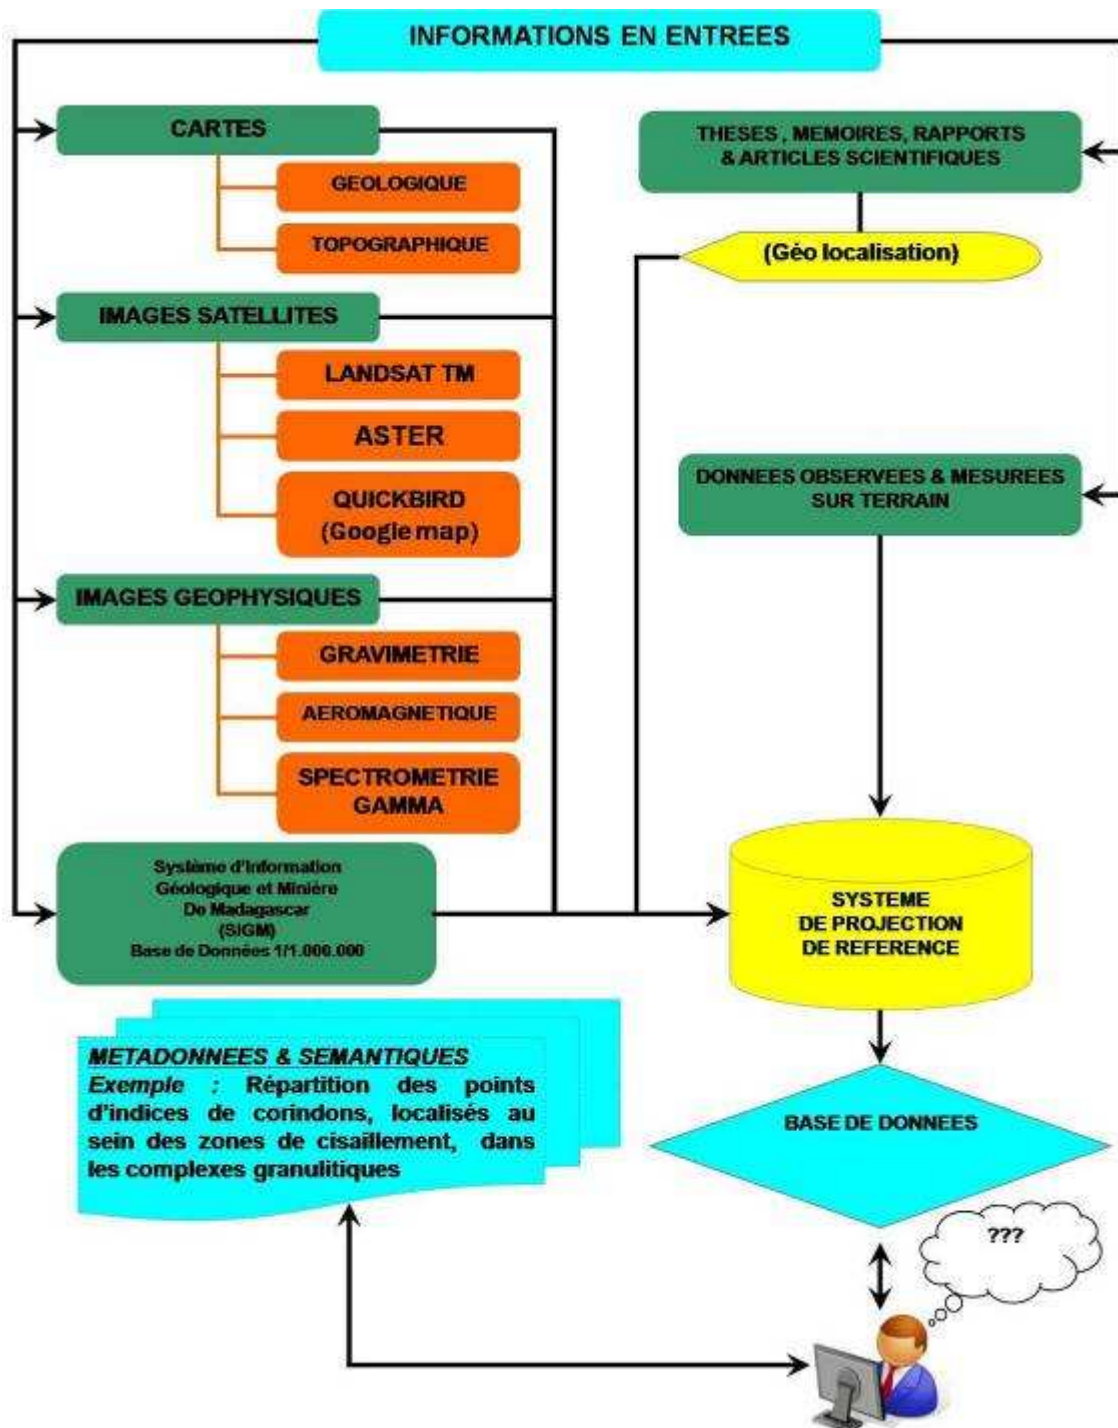 INFORMATIONS EN ENTREES
CARTES
GEOLOGIQUE
TOPOGRAPHIQUE
IMAGES SATELLITES
LANDSAT TM
ASTER
QUICKBIRD
(Google map)
IMAGES GEOPHYSIQUES
GRAVIMETRIE
AEROMAGNETIQUE
SPECTROMETRIE
GAMMA
Système d'Information
Géologique et Minière
De Madagascar
(SIGM)
Base de Données 1/1.000.000
THESES , MEMOIRES, RAPPORTS
& ARTICLES SCIENTIFIQUES
(Géo localisation)
DONNEES OBSERVEES & MESUREES
SUR TERRAIN
SYSTEME
DE PROJECTION
DE REFERENCE
METADONNEES & SEMANTIQUES
Exemple : Répartition des points
d'indices de corindons, localisés au
sein des zones de cisaillement, dans
les complexes granulitiques
BASE DE DONNEES
???